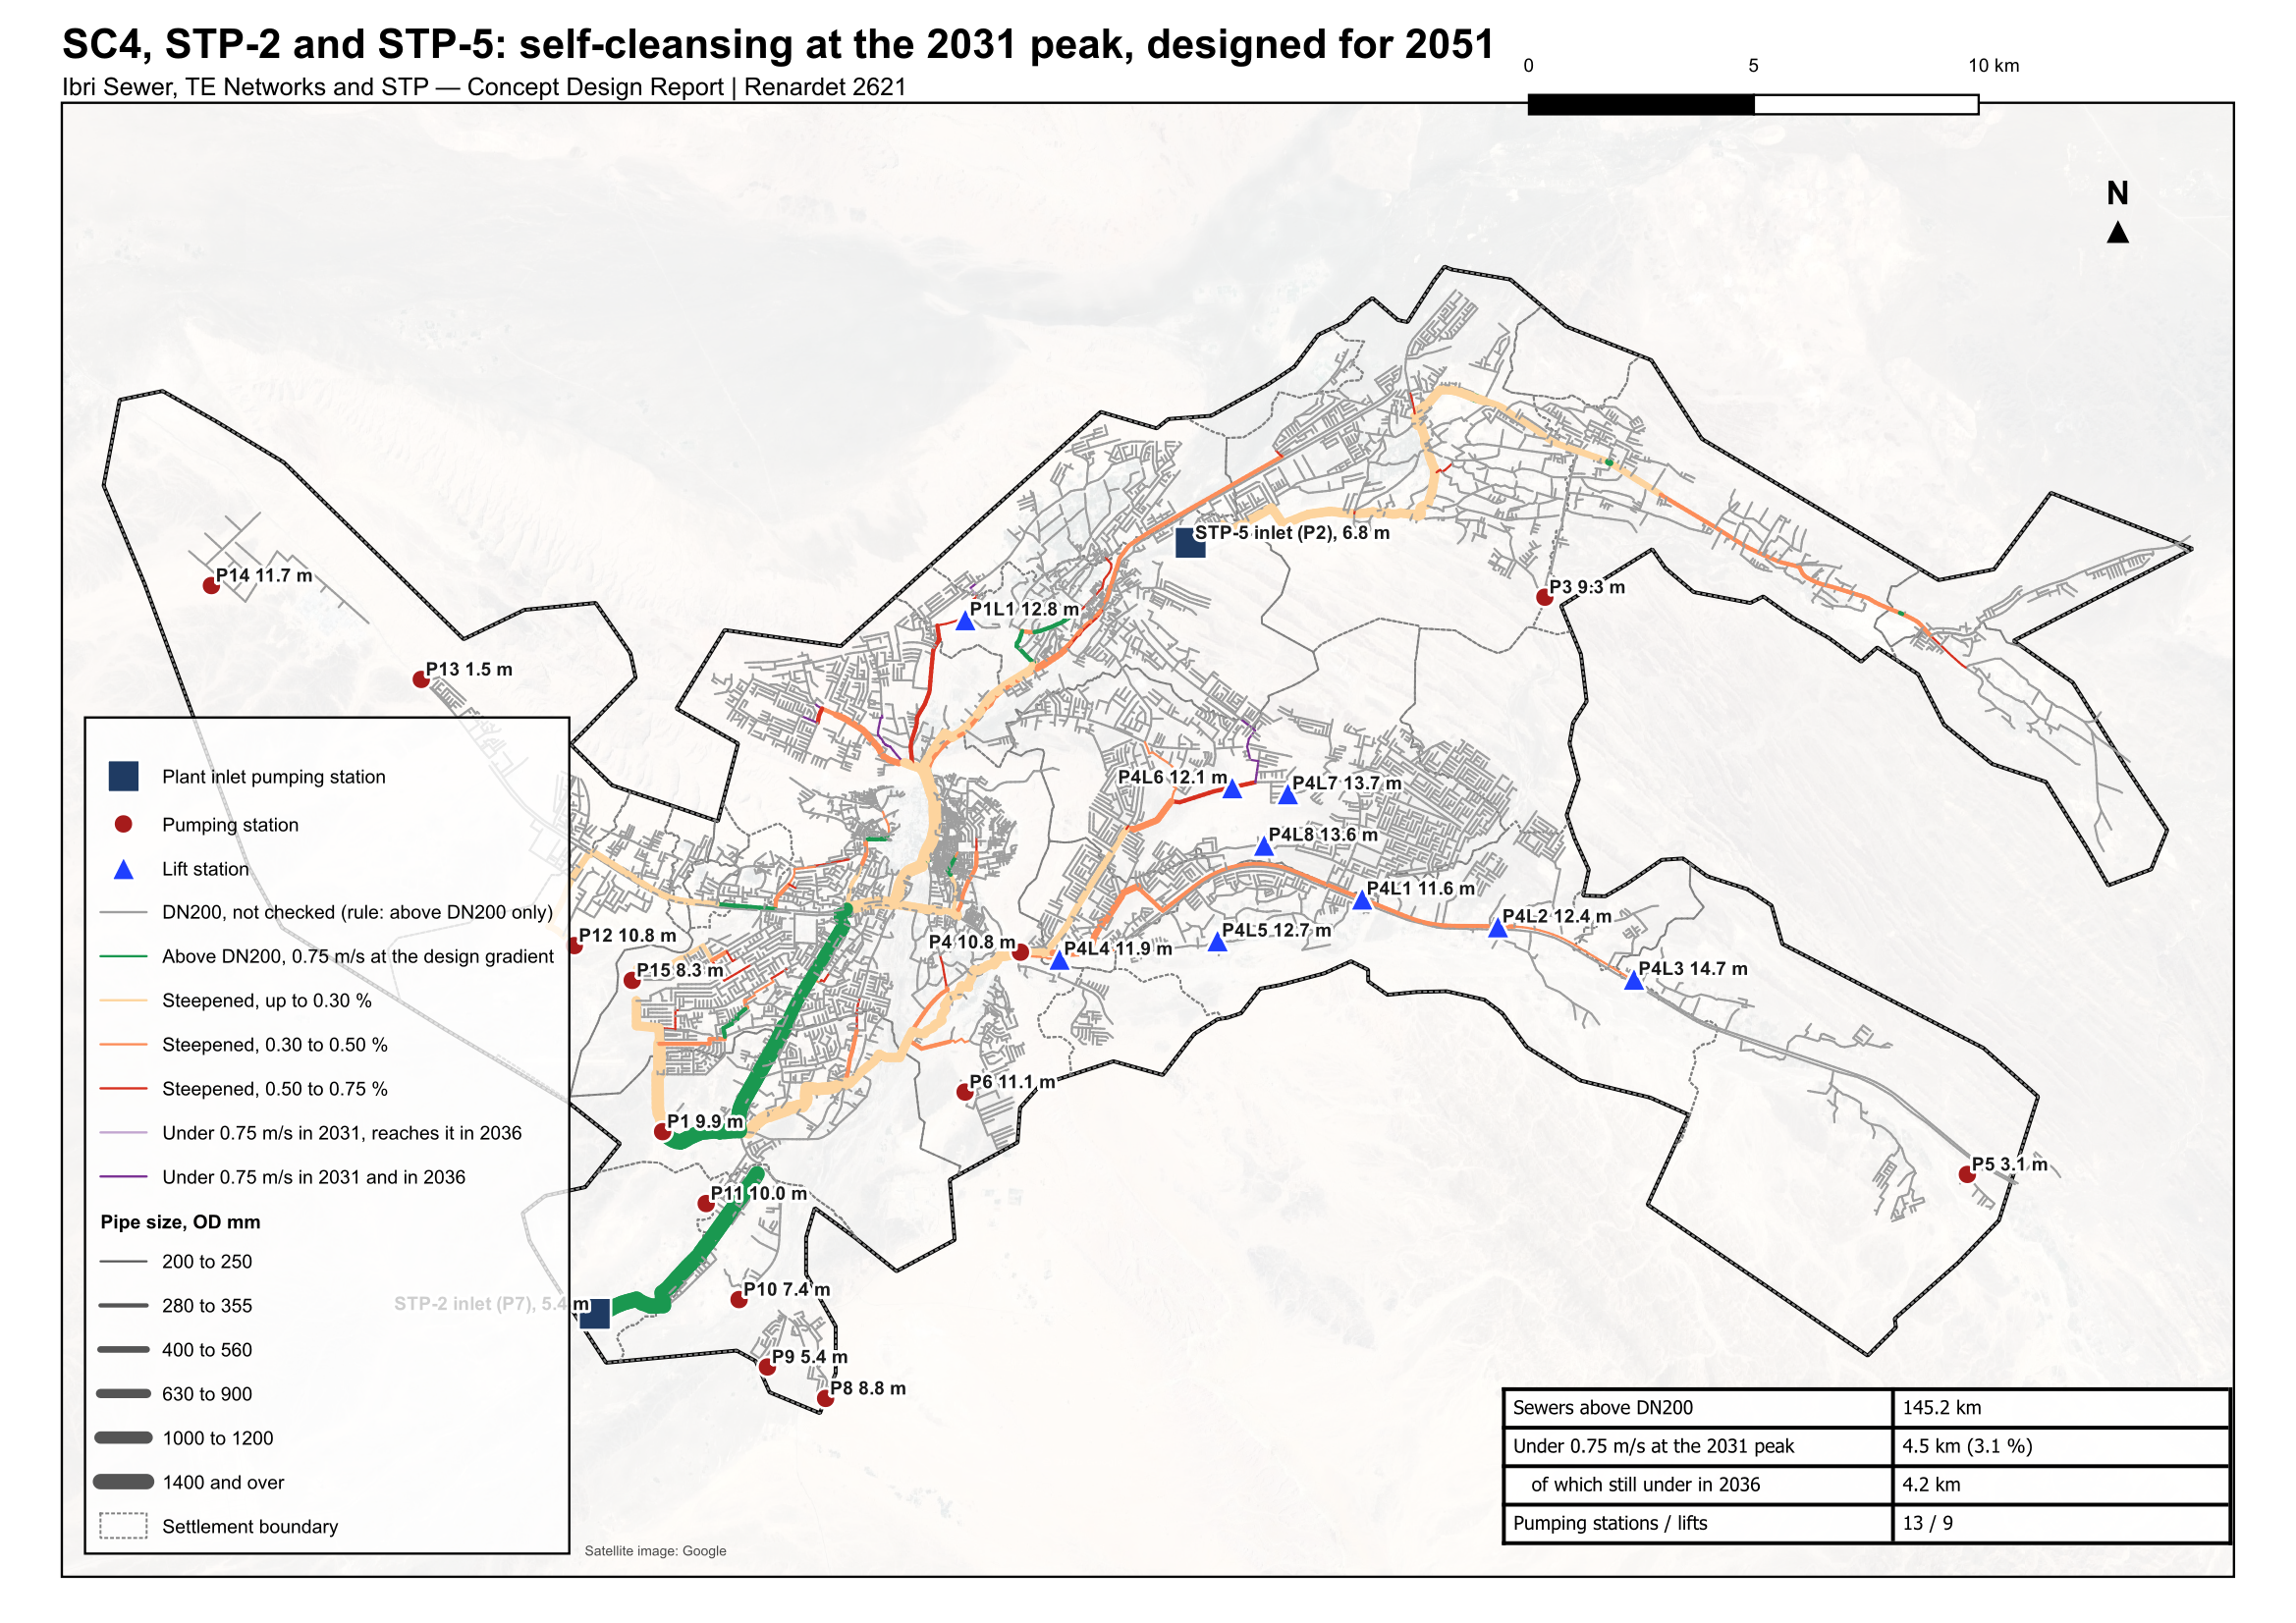 SC4, STP-2 and STP-5: self-cleansing at the 2031 peak, designed for 2051
Ibri Sewer, TE Networks and STP — Concept Design Report | Renardet 2621
0 5 10 km
N
STP-5 inlet (P2), 6.8 m
P14 11.7 m
P3 9.3 m
P1L1 12.8 m
P13 1.5 m
P4L6 12.1 m
P4L7 13.7 m
P4L8 13.6 m
P4L1 11.6 m
P4L2 12.4 m
P4L5 12.7 m
P12 10.8 m
P4 10.8 m
P4L4 11.9 m
P15 8.3 m
P4L3 14.7 m
P6 11.1 m
P1 9.9 m
P5 3.1 m
P11 10.0 m
P10 7.4 m
STP-2 inlet (P7), 5.4 m
P9 5.4 m
P8 8.8 m
Plant inlet pumping station
Pumping station
Lift station
DN200, not checked (rule: above DN200 only)
Above DN200, 0.75 m/s at the design gradient
Steepened, up to 0.30 %
Steepened, 0.30 to 0.50 %
Steepened, 0.50 to 0.75 %
Under 0.75 m/s in 2031, reaches it in 2036
Under 0.75 m/s in 2031 and in 2036
Pipe size, OD mm
200 to 250
280 to 355
400 to 560
630 to 900
1000 to 1200
1400 and over
Settlement boundary
Satellite image: Google
Sewers above DN200 145.2 km
Under 0.75 m/s at the 2031 peak 4.5 km (3.1 %)
of which still under in 2036 4.2 km
Pumping stations / lifts 13 / 9